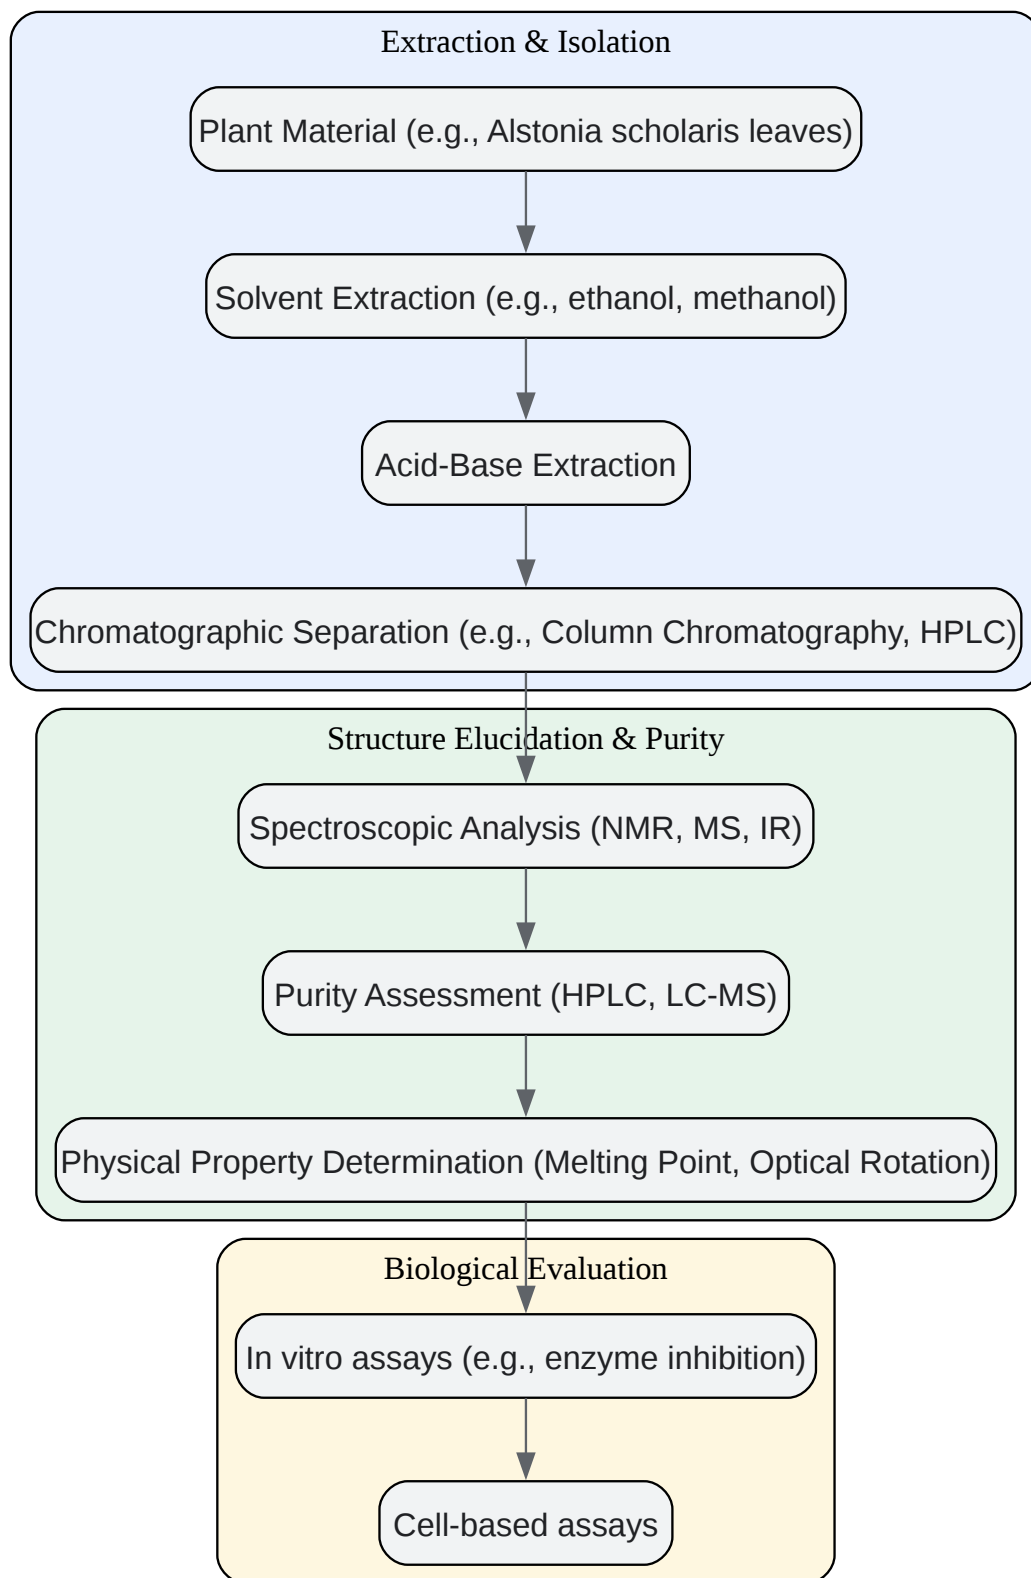 Extraction & Isolation
Plant Material (e.g., Alstonia scholaris leaves)
Solvent Extraction (e.g., ethanol, methanol)
Acid-Base Extraction
Chromatographic Separation (e.g., Column Chromatography, HPLC)
Structure Elucidation & Purity
Spectroscopic Analysis (NMR, MS, IR)
Purity Assessment (HPLC, LC-MS)
Physical Property Determination (Melting Point, Optical Rotation)
Biological Evaluation
In vitro assays (e.g., enzyme inhibition)
Cell-based assays